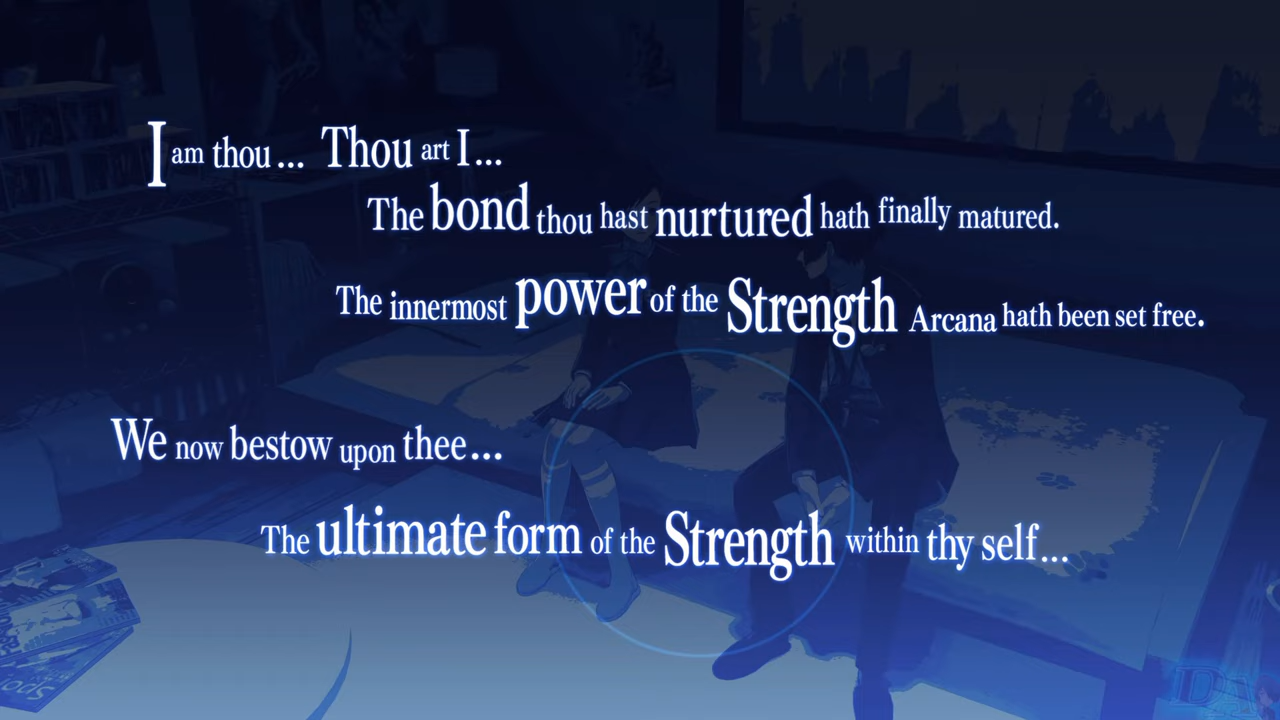 I am thou... Thou art I...
The bond thou hast nurtured hath finally matured.
The innermost power of the Strength Arcana hath been set free.
We now bestow upon thee...
The ultimate form of the Strength within thy self...